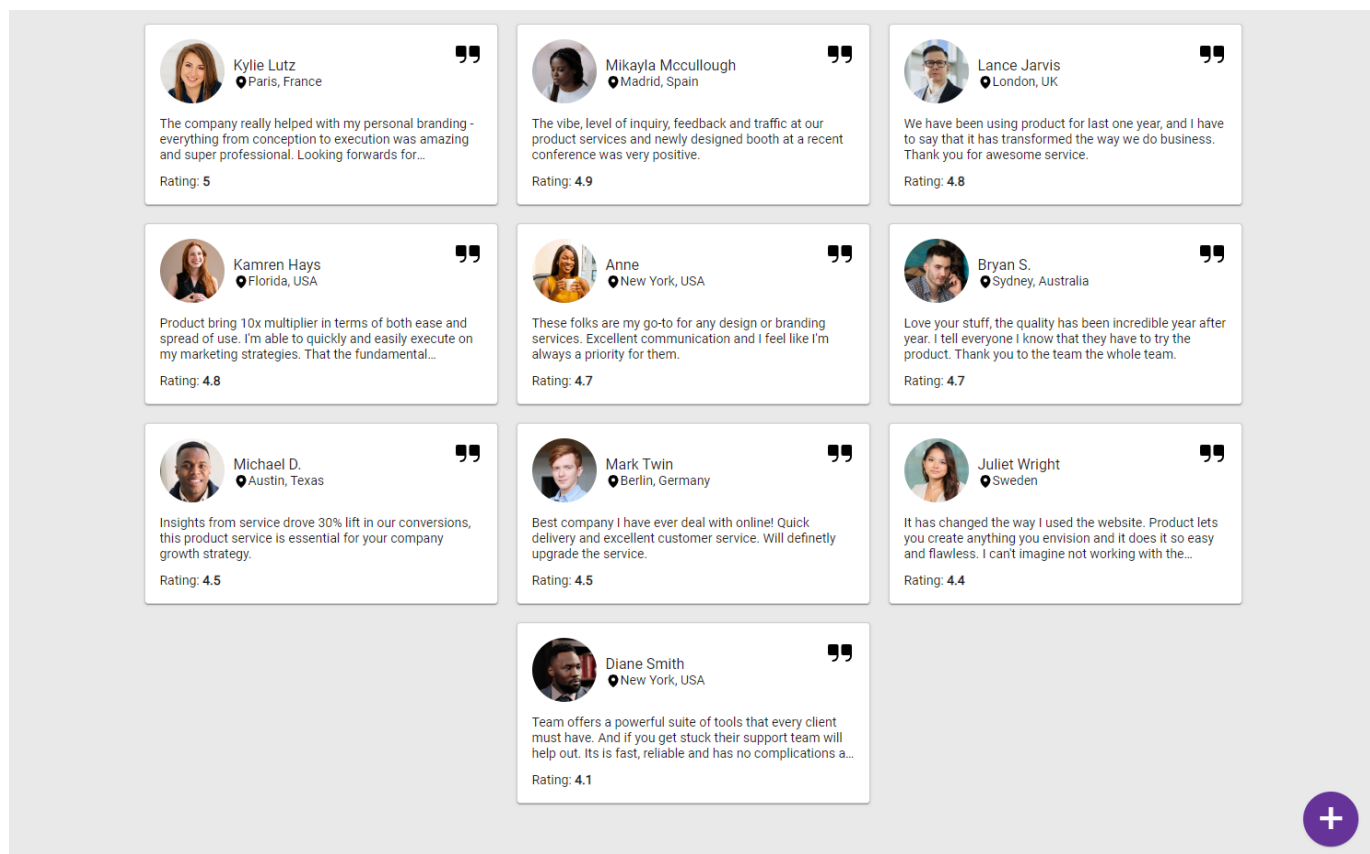 Kylie Lutz
Paris, France
The company really helped with my personal branding -
everything from conception to execution was amazing
and super professional. Looking forwards for…
Rating: 5
Mikayla Mccullough
Madrid, Spain
The vibe, level of inquiry, feedback and traffic at our
product services and newly designed booth at a recent
conference was very positive.
Rating: 4.9
Lance Jarvis
London, UK
We have been using product for last one year, and I have
to say that it has transformed the way we do business.
Thank you for awesome service.
Rating: 4.8
Kamren Hays
Florida, USA
Product bring 10x multiplier in terms of both ease and
spread of use. I'm able to quickly and easily execute on
my marketing strategies. That the fundamental…
Rating: 4.8
Anne
New York, USA
These folks are my go-to for any design or branding
services. Excellent communication and I feel like I'm
always a priority for them.
Rating: 4.7
Bryan S.
Sydney, Australia
Love your stuff, the quality has been incredible year after
year. I tell everyone I know that they have to try the
product. Thank you to the team the whole team.
Rating: 4.7
Michael D.
Austin, Texas
Insights from service drove 30% lift in our conversions,
this product service is essential for your company
growth strategy.
Rating: 4.5
Mark Twin
Berlin, Germany
Best company I have ever deal with online! Quick
delivery and excellent customer service. Will definetly
upgrade the service.
Rating: 4.5
Juliet Wright
Sweden
It has changed the way I used the website. Product lets
you create anything you envision and it does it so easy
and flawless. I can't imagine not working with the…
Rating: 4.4
Diane Smith
New York, USA
Team offers a powerful suite of tools that every client
must have. And if you get stuck their support team will
help out. Its is fast, reliable and has no complications a…
Rating: 4.1